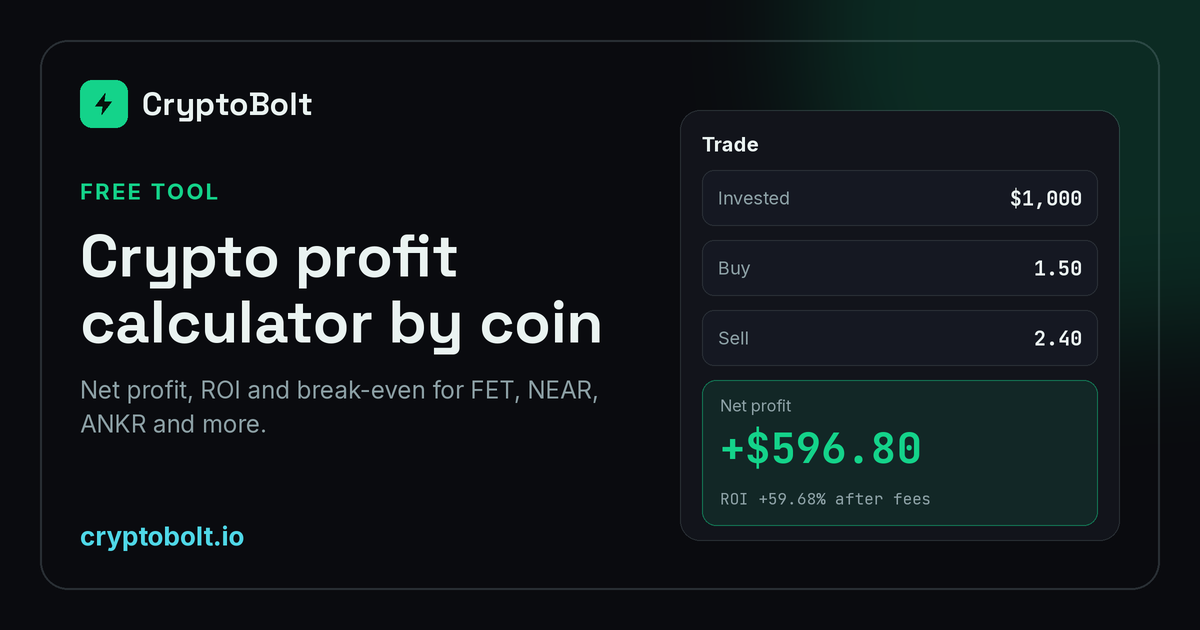 CryptoBolt
FREE TOOL
Crypto profit
calculator by coin
Net profit, ROI and break-even for FET, NEAR,
ANKR and more.
cryptobolt.io
Trade
Invested $1,000
Buy 1.50
Sell 2.40
Net profit
+$596.80
ROI +59.68% after fees